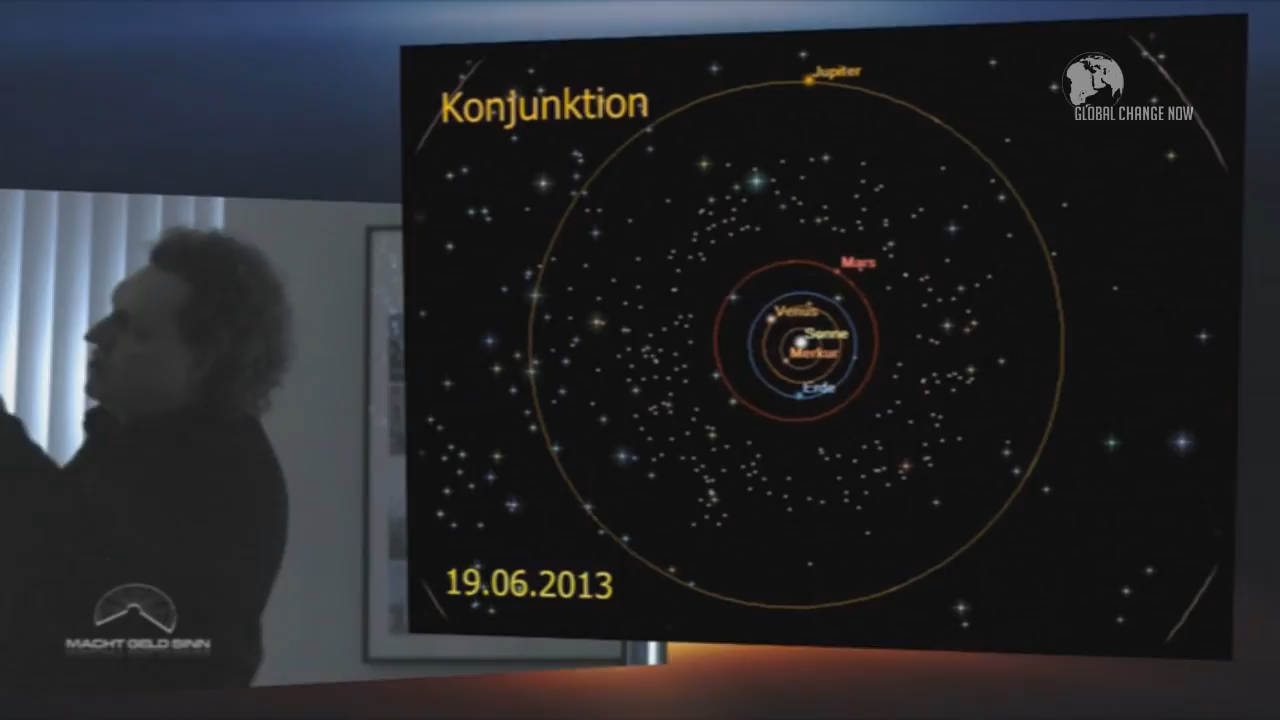 Jupiter
Konjunktion
GLOBAL CHANGE NOW
Mars
Venus
Sonne
Merkur
Erde
19.06.2013
MACHT GELD SINN